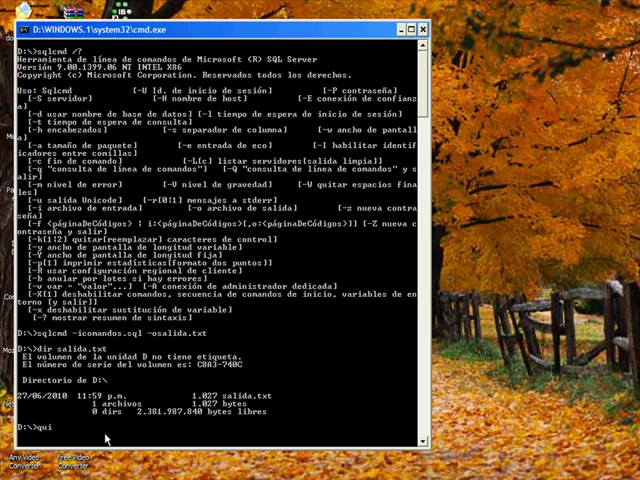 D:\WINDOWS.1\system32\cmd.exe
D:\>sqlcmd /?
Herramienta de línea de comandos de Microsoft (R) SQL Server
Versión 9.00.1399.06 NT INTEL X86
Copyright (c) Microsoft Corporation. Reservados todos los derechos.
Uso: Sqlcmd [-U Id. de inicio de sesión] [-P contraseña]
[-S servidor] [-H nombre de host] [-E conexión de confianz
a]
[-d usar nombre de base de datos] [-l tiempo de espera de inicio de sesión]
[-t tiempo de espera de consulta]
[-h encabezados] [-s separador de columna] [-w ancho de pantall
a]
[-a tamaño de paquete] [-e entrada de eco] [-I habilitar identif
icadores entre comillas]
[-c fin de comando] [-L[c] listar servidores[salida limpia]]
[-q "consulta de línea de comandos"] [-Q "consulta de línea de comandos" y s
alir]
[-m nivel de error] [-V nivel de gravedad] [-W quitar espacios fina
les]
[-u salida Unicode] [-r[0|1] mensajes a stderr]
[-i archivo de entrada] [-o archivo de salida] [-z nueva contra
seña]
[-f <páginaDeCódigos> | i:<páginaDeCódigos>[,o:<páginaDeCódigos>]] [-Z nueva c
ontraseña y salir]
[-k[1|2] quitar[reemplazar] caracteres de control]
[-y ancho de pantalla de longitud variable]
[-Y ancho de pantalla de longitud fija]
[-p[1] imprimir estadísticas[formato dos puntos]]
[-R usar configuración regional de cliente]
[-b anular por lotes si hay errores]
[-v var = "valor"...] [-A conexión de administrador dedicada]
[-X[1] deshabilitar comandos, secuencia de comandos de inicio, variables de en
torno [y salir]]
[-x deshabilitar sustitución de variable]
[-? mostrar resumen de sintaxis]
D:\>sqlcmd -icomandos.sql -osalida.txt
D:\>dir salida.txt
El volumen de la unidad D no tiene etiqueta.
El número de serie del volumen es: C8A3-740C
Directorio de D:\
27/06/2010 11:59 p.m. 1.027 salida.txt
1 archivos 1.027 bytes
0 dirs 2.381.987.840 bytes libres
D:\>qui
Any Video Converter
Free Video Converter